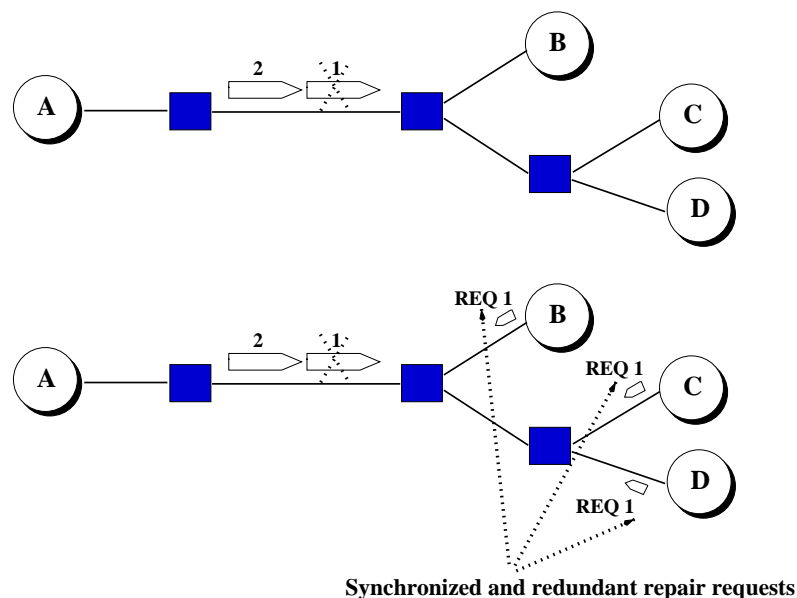 B
2 1
A
C
D
REQ 1
B
2 1
REQ 1
A
C
D
REQ 1
Synchronized and redundant repair requests